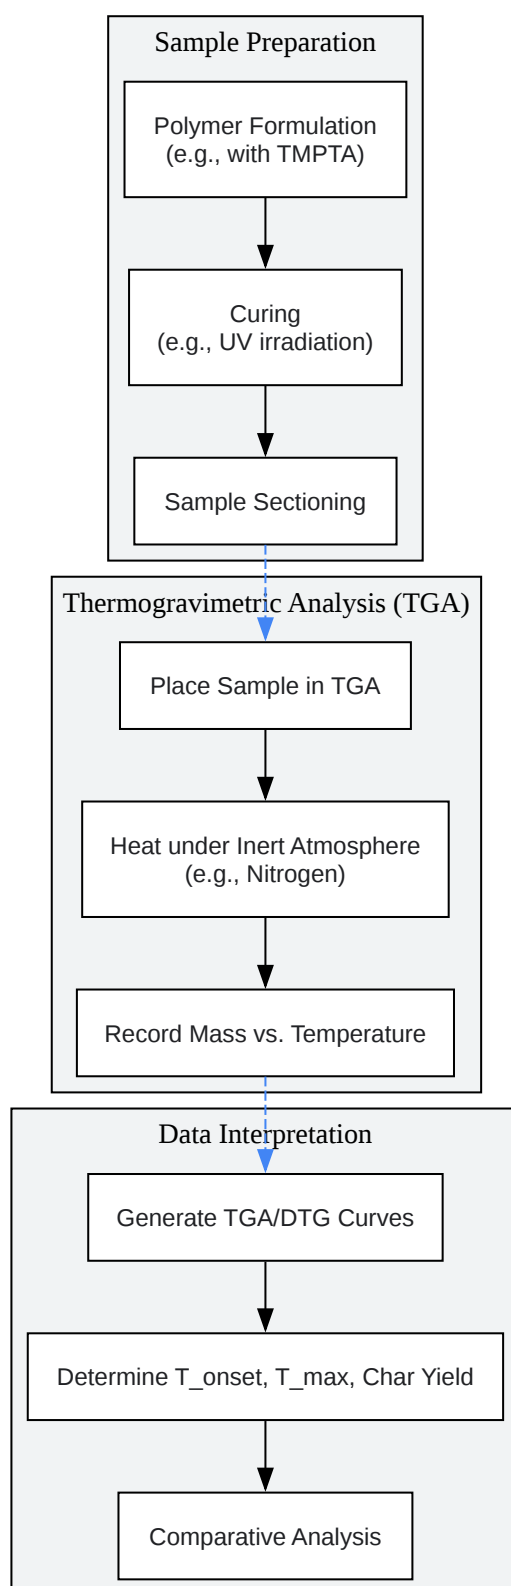 Sample Preparation
Polymer Formulation
(e.g., with TMPTA)
Curing
(e.g., UV irradiation)
Sample Sectioning
Thermogravimetric Analysis (TGA)
Place Sample in TGA
Heat under Inert Atmosphere
(e.g., Nitrogen)
Record Mass vs. Temperature
Data Interpretation
Generate TGA/DTG Curves
Determine T_onset, T_max, Char Yield
Comparative Analysis